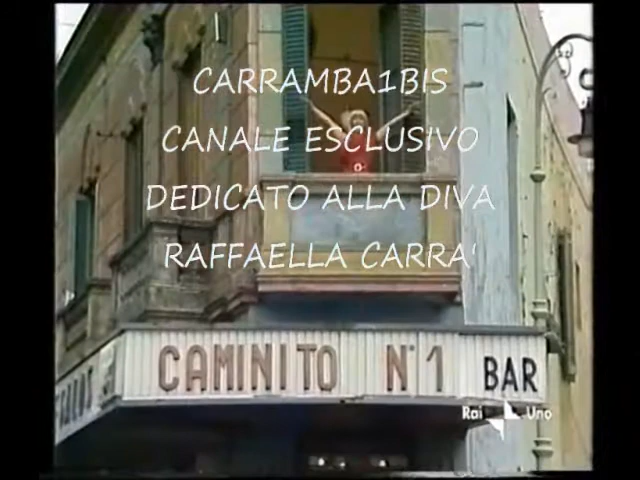 CARRAMBA1BIS
CANALE ESCLUSIVO
DEDICATO ALLA DIVA
RAFFAELLA CARRA'
CAMINITO N°1 BAR
Rai Uno